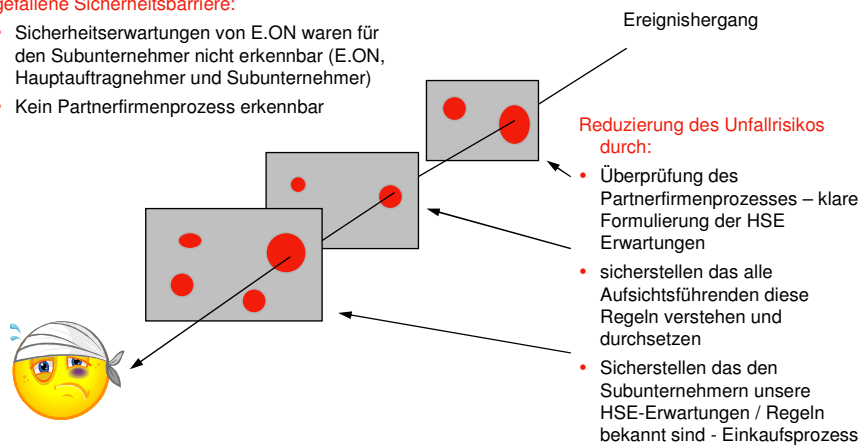 gefallene Sicherheitsbarriere:
• Sicherheitserwartungen von E.ON waren für
den Subunternehmer nicht erkennbar (E.ON,
Hauptauftragnehmer und Subunternehmer)
• Kein Partnerfirmenprozess erkennbar
Ereignishergang
Reduzierung des Unfallrisikos
durch:
• Überprüfung des
Partnerfirmenprozesses – klare
Formulierung der HSE
Erwartungen
• sicherstellen das alle
Aufsichtsführenden diese
Regeln verstehen und
durchsetzen
• Sicherstellen das den
Subunternehmern unsere
HSE-Erwartungen / Regeln
bekannt sind - Einkaufsprozess